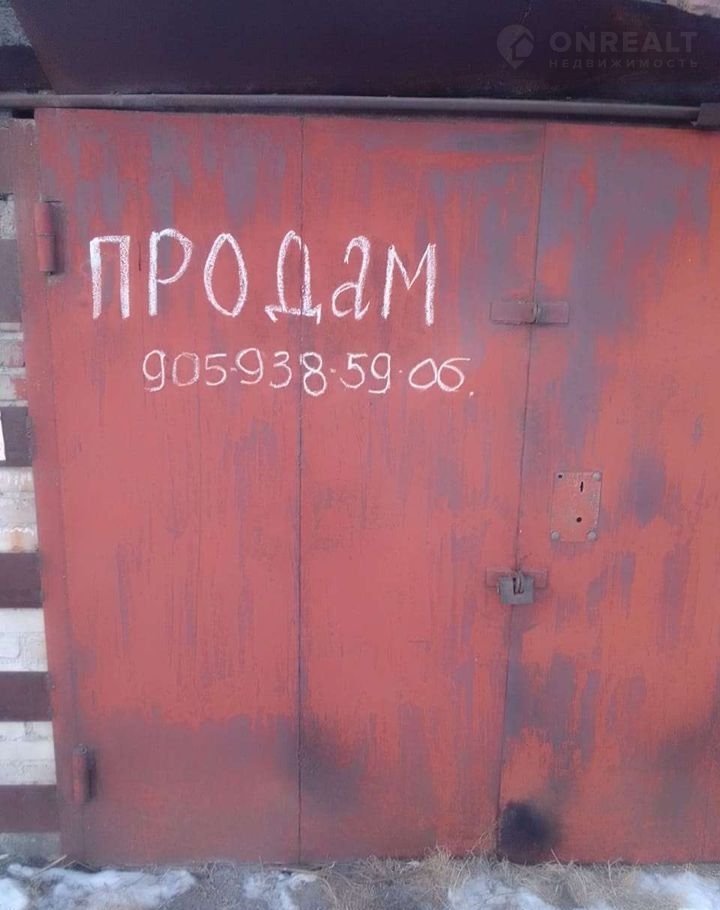 ONREALT
НЕДВИЖИМОСТЬ
ПРОДАМ
905-938-59-06.